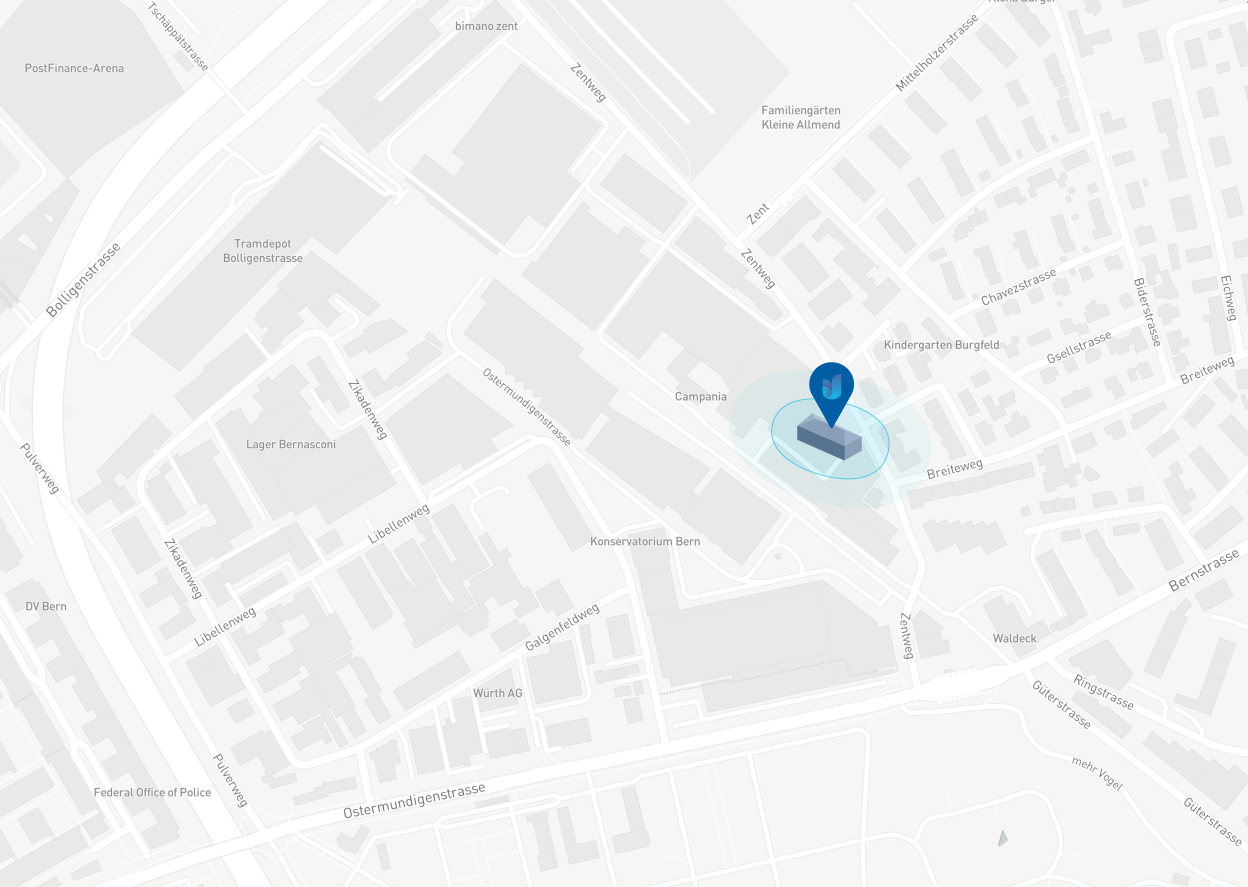 Alena Burger
Tschäppätstrasse
bimano zent
PostFinance-Arena
Zentweg
Mittelholzerstrasse
Familiengärten
Kleine Allmend
Zent
Tramdepot
Bolligenstrasse
Bolligenstrasse
Zentweg
Chavezstrasse
Biderstrasse
Eichweg
Kindergarten Burgfeld
Gsellstrasse
Breiteweg
Ostermundigenstrasse
Zikadenweg
Campania
Lager Bernasconi
Pulverweg
Breiteweg
Libellenweg
Konservatorium Bern
Zikadenweg
Bernstrasse
DV Bern
Libellenweg
Galgenfeldweg
Zentweg
Waldeck
Würth AG
Ringstrasse
Güterstrasse
Pulverweg
mehr Vogel
Federal Office of Police
Ostermundigenstrasse
Güterstrasse